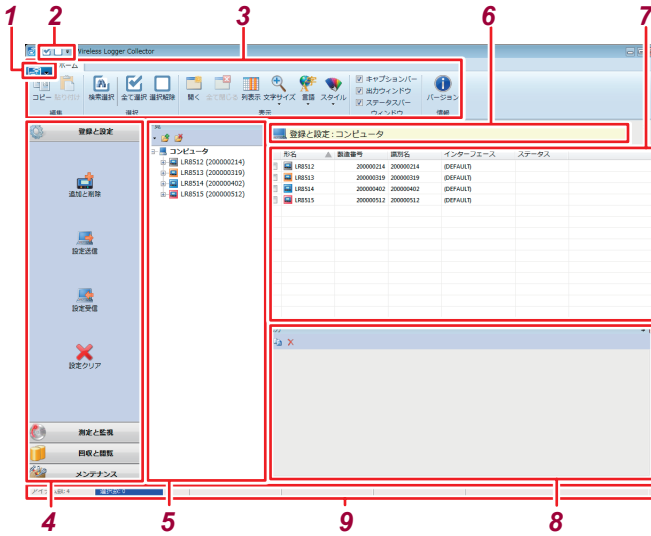 1 2 3 6 7
Wireless Logger Collector
ホーム
コピー 貼り付け 検索選択 全て選択 選択解除 開く 全て閉じる 列表示 文字サイズ 言語 スタイル
キャプションバー
出力ウィンドウ
ステータスバー
バージョン
編集 選択 表示 ウィンドウ 情報
登録と設定
追加と削除
設定送信
設定受信
設定クリア
測定と監視
回収と閲覧
メンテナンス
コンピュータ
LR8512 (200000214)
LR8513 (200000319)
LR8514 (200000402)
LR8515 (200000512)
登録と設定:コンピュータ
形名 製造番号 識別名 インターフェース ステータス
LR8512 200000214 200000214 (DEFAULT)
LR8513 200000319 200000319 (DEFAULT)
LR8514 200000402 200000402 (DEFAULT)
LR8515 200000512 200000512 (DEFAULT)
4 5 9 8